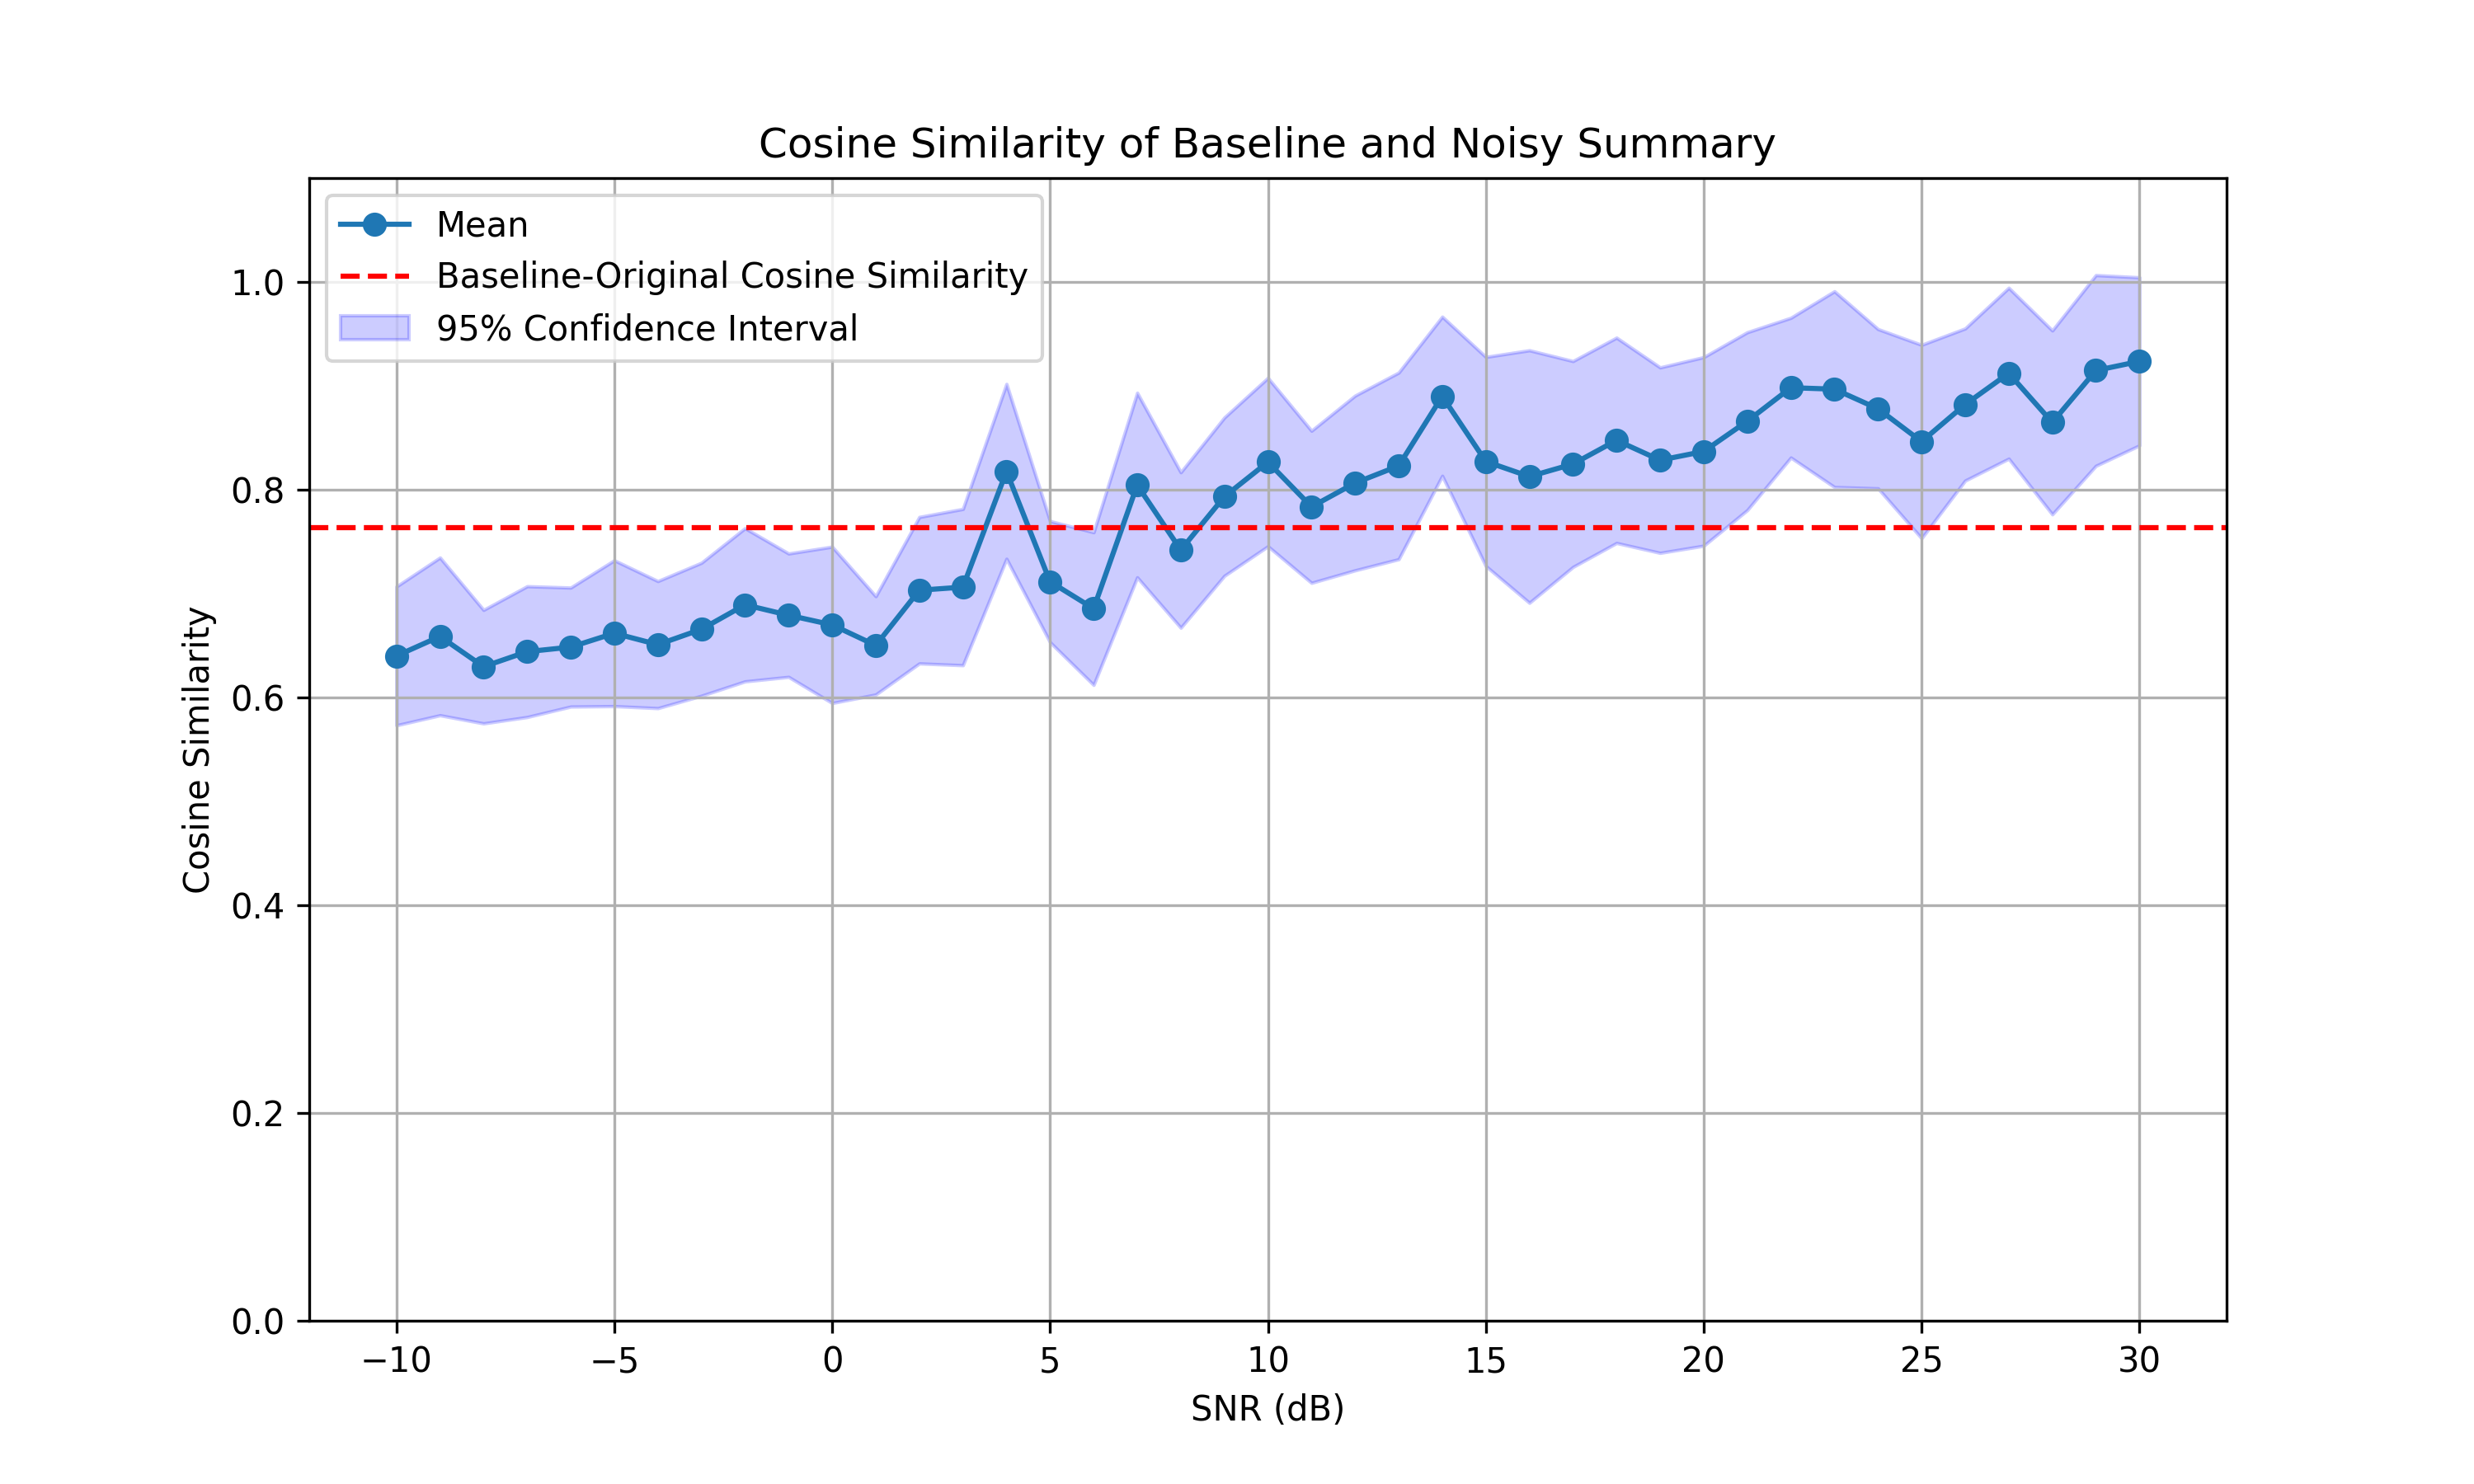 Cosine Similarity of Baseline and Noisy Summary
Mean
Baseline-Original Cosine Similarity
95% Confidence Interval
Cosine Similarity
1.0
0.8
0.6
0.4
0.2
0.0
−10 −5 0 5 10 15 20 25 30
SNR (dB)